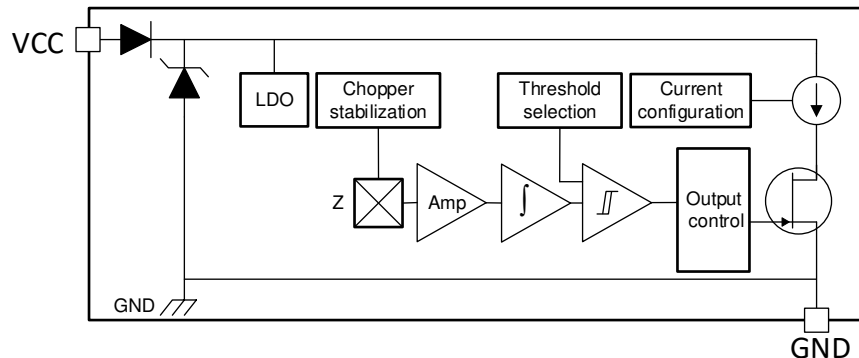 VCC
LDO
Chopper
stabilization
Threshold
selection
Current
configuration
Z
Amp
∫
Output
control
GND
GND